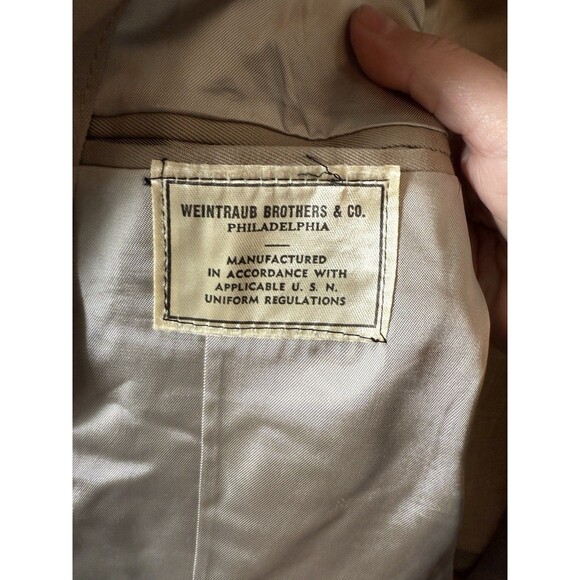 WEINTRAUB BROTHERS & CO.
PHILADELPHIA
MANUFACTURED
IN ACCORDANCE WITH
APPLICABLE U. S. N.
UNIFORM REGULATIONS